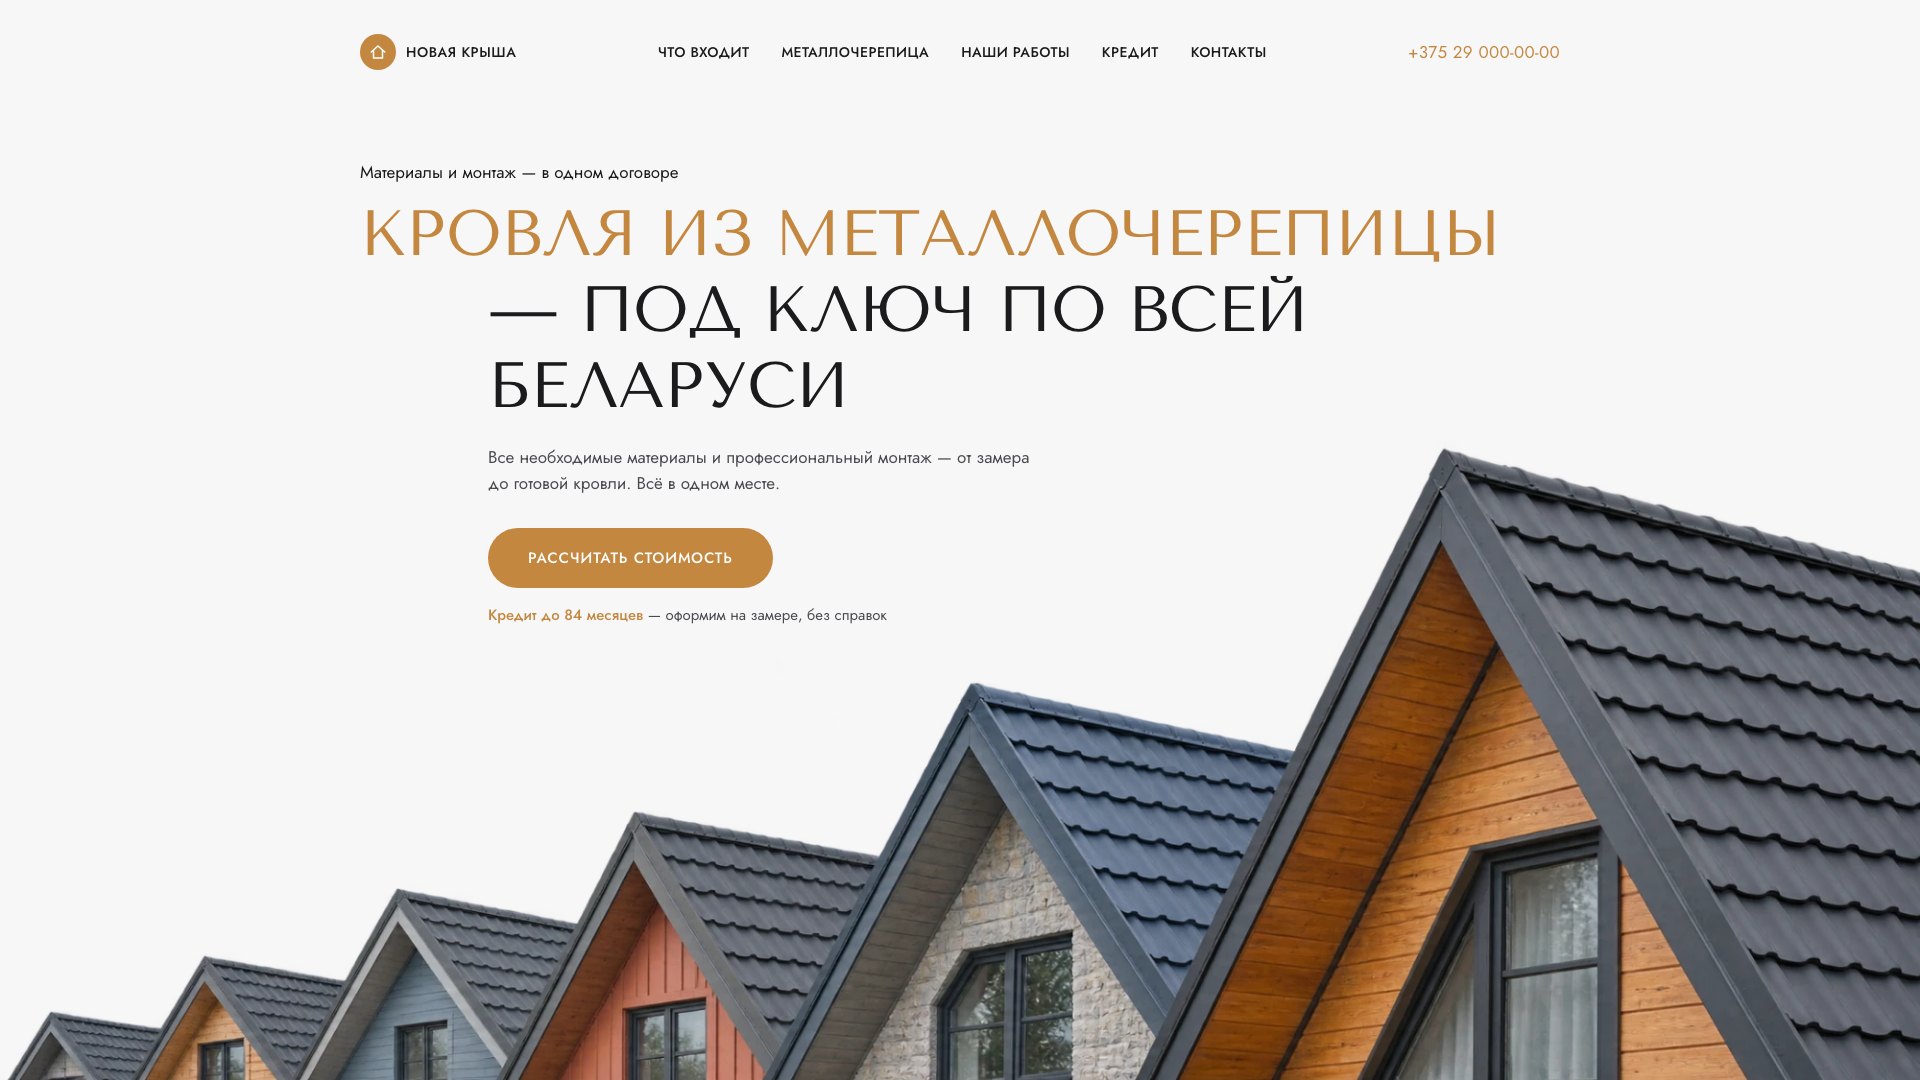 НОВАЯ КРЫША
ЧТО ВХОДИТ
МЕТАЛЛОЧЕРЕПИЦА
НАШИ РАБОТЫ
КРЕДИТ
КОНТАКТЫ
+375 29 000-00-00
Материалы и монтаж — в одном договоре
КРОВЛЯ ИЗ МЕТАЛЛОЧЕРЕПИЦЫ
— ПОД КЛЮЧ ПО ВСЕЙ
БЕЛАРУСИ
Все необходимые материалы и профессиональный монтаж — от замера
до готовой кровли. Всё в одном месте.
РАССЧИТАТЬ СТОИМОСТЬ
Кредит до 84 месяцев — оформим на замере, без справок